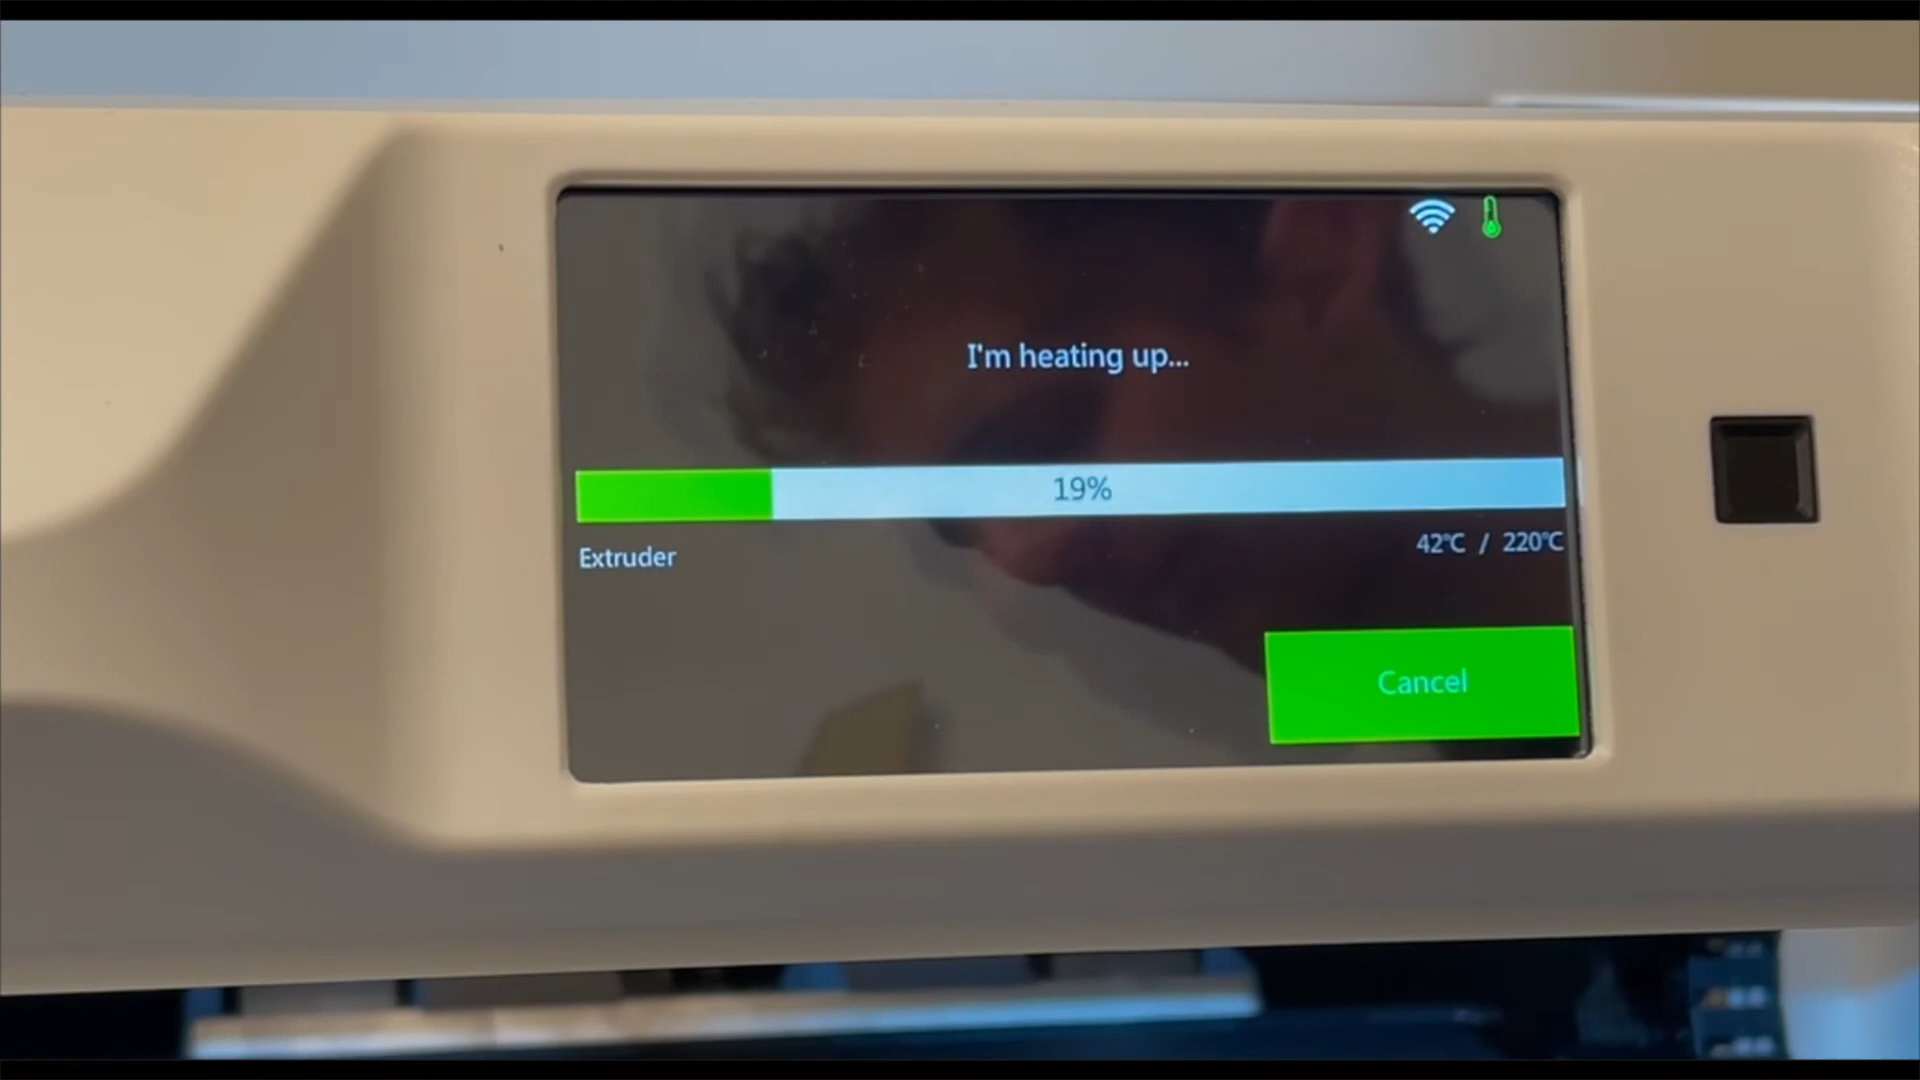 I'm heating up...
19%
Extruder
42℃ / 220℃
Cancel